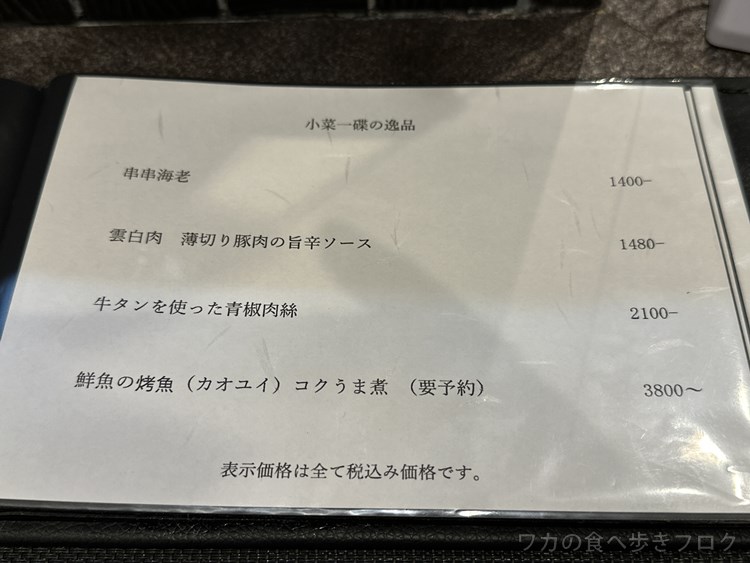 小菜一碟の逸品
串串海老 1400−
雲白肉　薄切り豚肉の旨辛ソース 1480−
牛タンを使った青椒肉絲 2100−
鮮魚の烤魚（カオユイ）コクうま煮　（要予約） 3800〜
表示価格は全て税込み価格です。
ワカの食べ歩きブログ